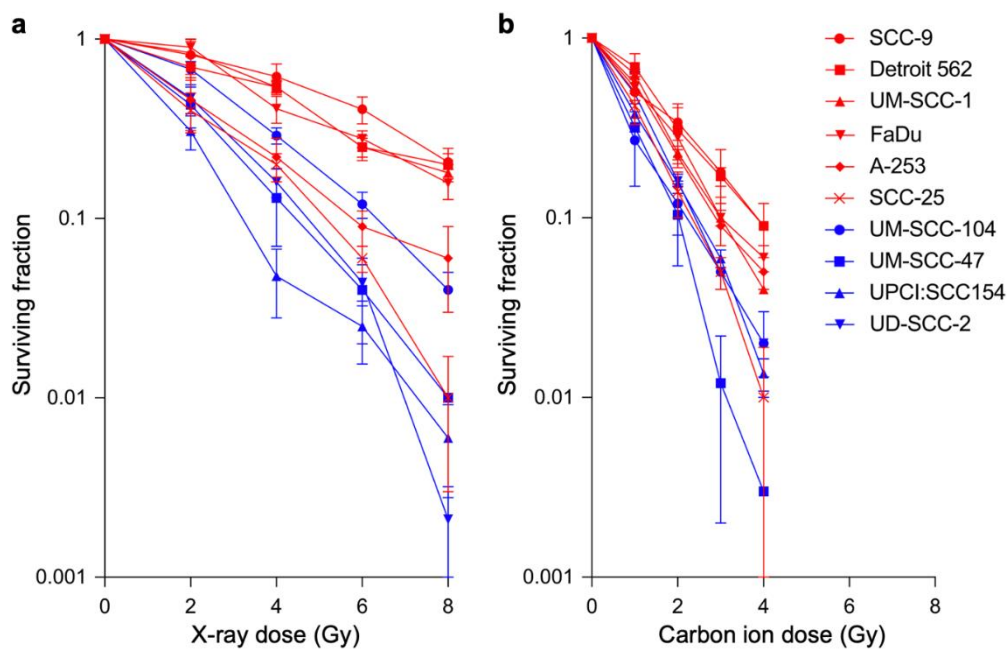 a
1
0.1
0.01
0.001
Surviving fraction
0 2 4 6 8
X-ray dose (Gy)
b
1
0.1
0.01
0.001
Surviving fraction
0 2 4 6 8
Carbon ion dose (Gy)
SCC-9
Detroit 562
UM-SCC-1
FaDu
A-253
SCC-25
UM-SCC-104
UM-SCC-47
UPCI:SCC154
UD-SCC-2